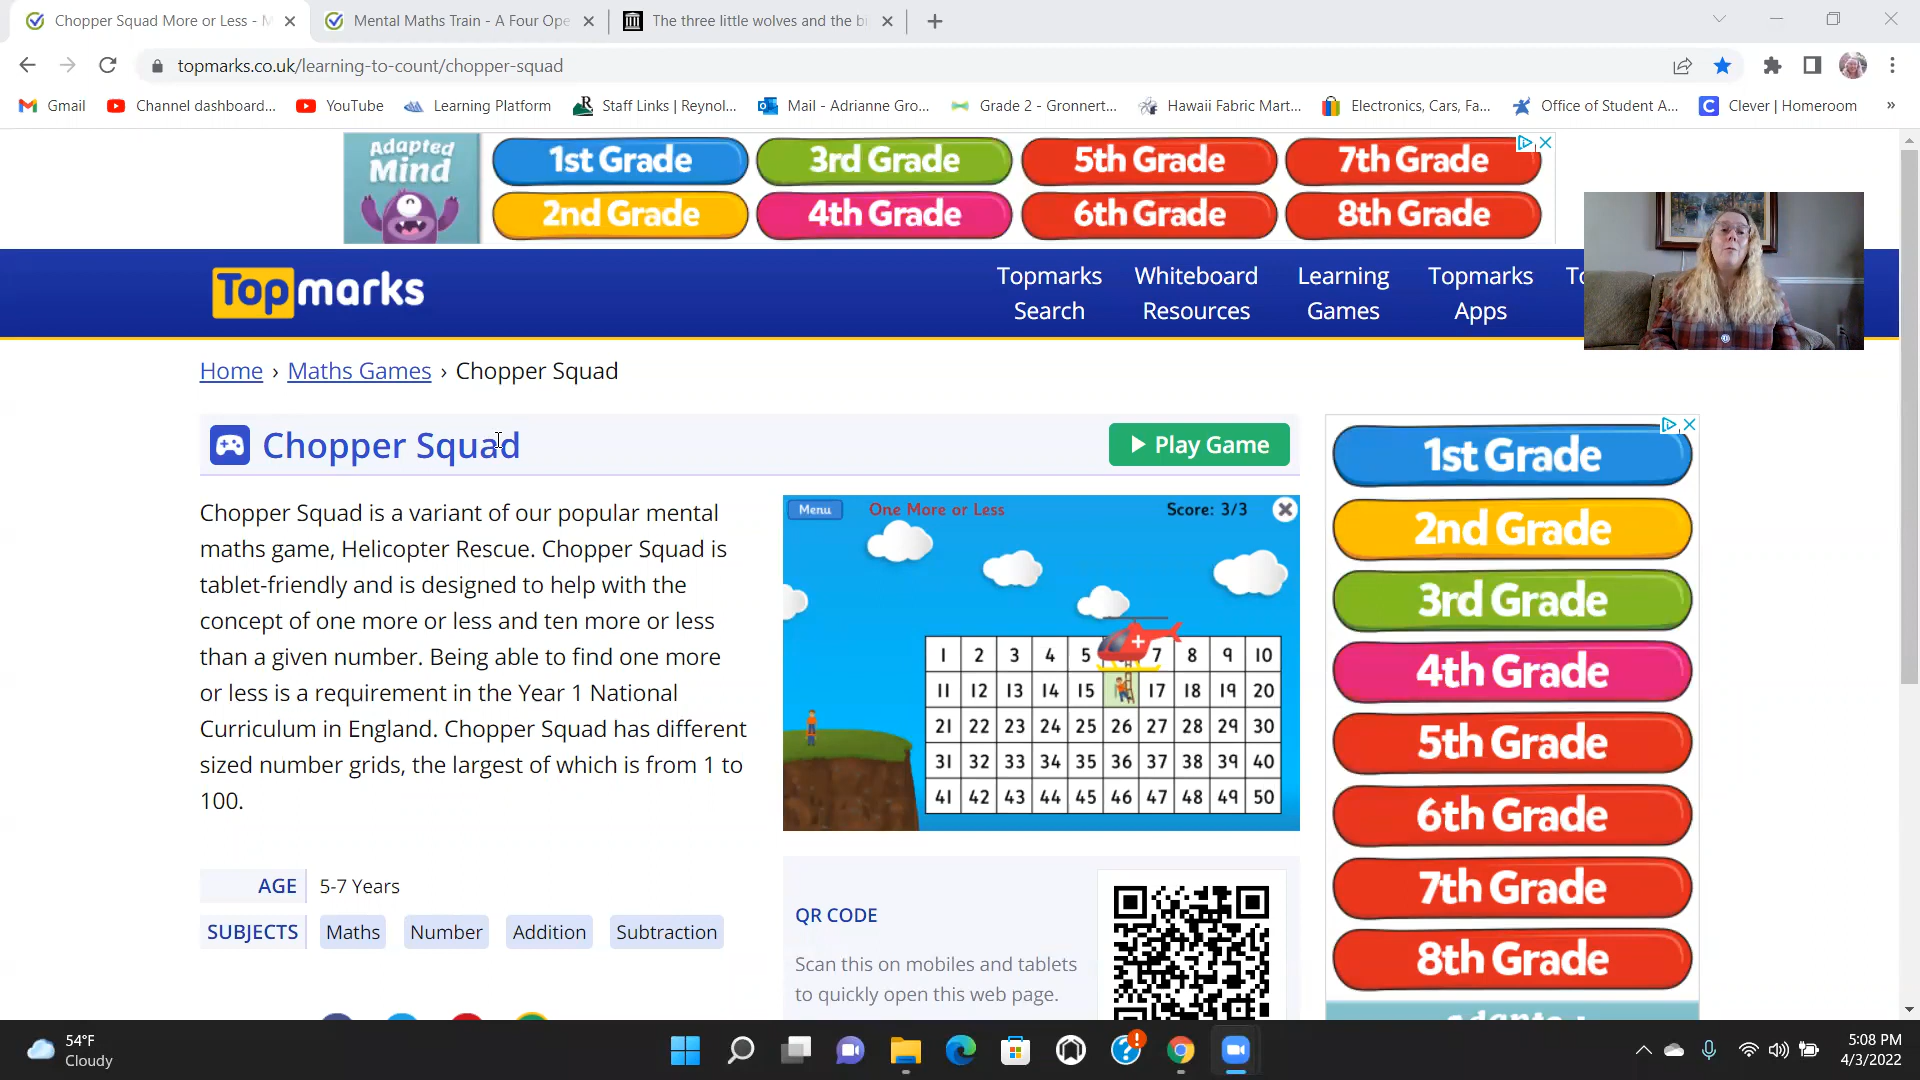 Chopper Squad More or Less - M
Mental Maths Train - A Four Ope
The three little wolves and the bi
topmarks.co.uk/learning-to-count/chopper-squad
Gmail
Channel dashboard...
YouTube
Learning Platform
Staff Links | Reynol...
Mail - Adrianne Gro...
Grade 2 - Gronnert...
Hawaii Fabric Mart...
Electronics, Cars, Fa...
Office of Student A...
Clever | Homeroom
»
Adapted Mind
1st Grade 3rd Grade 5th Grade 7th Grade
2nd Grade 4th Grade 6th Grade 8th Grade
Topmarks
Topmarks Search
Whiteboard Resources
Learning Games
Topmarks Apps
Home › Maths Games › Chopper Squad
Chopper Squad
Play Game
Chopper Squad is a variant of our popular mental
maths game, Helicopter Rescue. Chopper Squad is
tablet-friendly and is designed to help with the
concept of one more or less and ten more or less
than a given number. Being able to find one more
or less is a requirement in the Year 1 National
Curriculum in England. Chopper Squad has different
sized number grids, the largest of which is from 1 to
100.
Menu One More or Less Score: 3/3
1 2 3 4 5 7 8 9 10
11 12 13 14 15 17 18 19 20
21 22 23 24 25 26 27 28 29 30
31 32 33 34 35 36 37 38 39 40
41 42 43 44 45 46 47 48 49 50
AGE 5-7 Years
SUBJECTS Maths Number Addition Subtraction
QR CODE
Scan this on mobiles and tablets
to quickly open this web page.
1st Grade
2nd Grade
3rd Grade
4th Grade
5th Grade
6th Grade
7th Grade
8th Grade
54°F
Cloudy
5:08 PM
4/3/2022